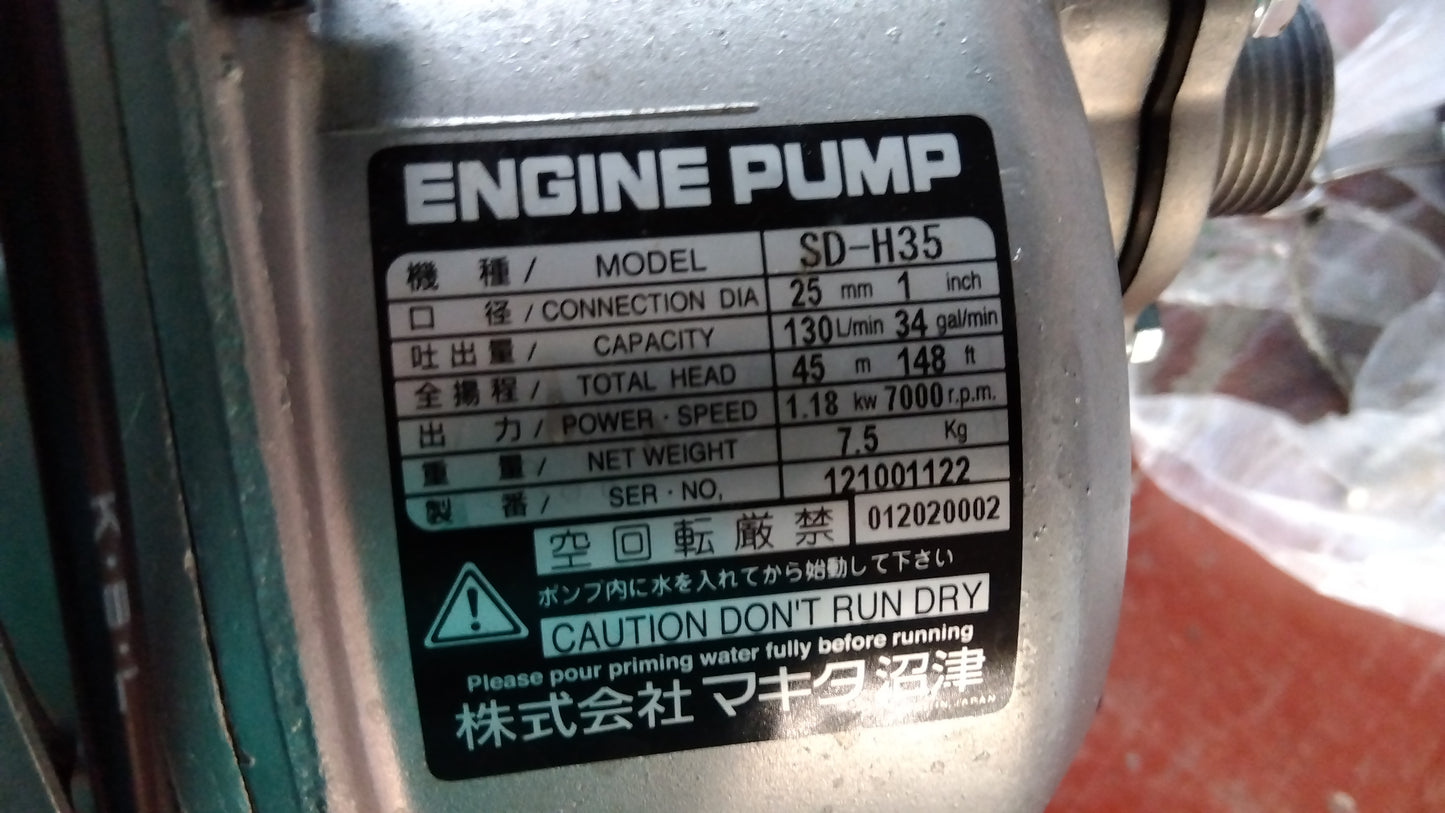 ENGINE PUMP
機 種 / MODEL SD-H35
口 径 / CONNECTION DIA 25 mm 1 inch
吐出量 / CAPACITY 130 L/min 34 gal/min
全揚程 / TOTAL HEAD 45 m 148 ft
出 力 / POWER・SPEED 1.18 kw 7000 r.p.m.
重 量 / NET WEIGHT 7.5 Kg
製 番 / SER・NO, 121001122
空回転厳禁 012020002
ポンプ内に水を入れてから始動して下さい
CAUTION DON'T RUN DRY
Please pour priming water fully before running
株式会社 マキタ沼津
IN JAPAN